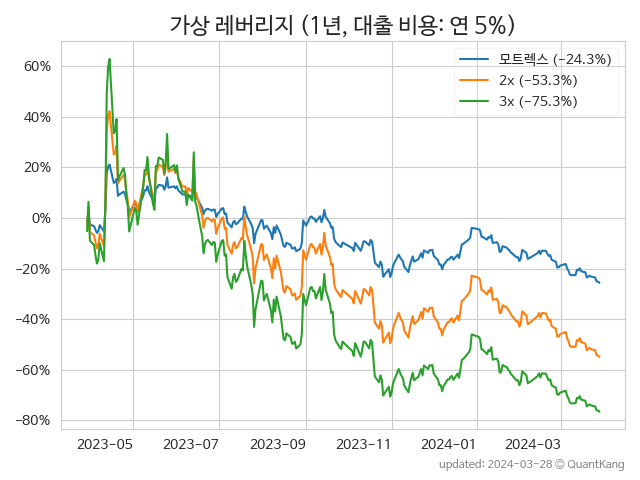 가상 레버리지 (1년, 대출 비용: 연 5%)
모트렉스 (−24.3%)
2x (−53.3%)
3x (−75.3%)
60%
40%
20%
0%
−20%
−40%
−60%
−80%
2023-05 2023-07 2023-09 2023-11 2024-01 2024-03
updated: 2024-03-28 ⓒ QuantKang